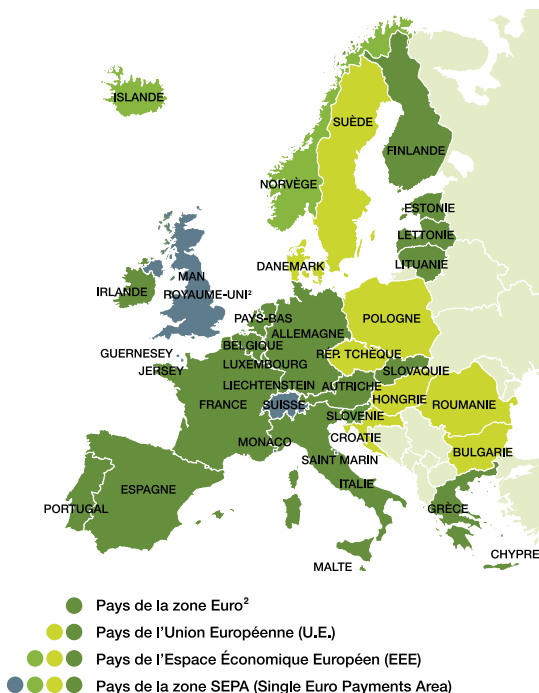 ISLANDE
SUÈDE
FINLANDE
NORVÈGE
ESTONIE
LETTONIE
LITUANIE
DANEMARK
MAN
IRLANDE
ROYAUME-UNI²
PAYS-BAS
POLOGNE
ALLEMAGNE
BELGIQUE
RÉP. TCHÈQUE
GUERNESEY
JERSEY
LUXEMBOURG
SLOVAQUIE
LIECHTENSTEIN
AUTRICHE
FRANCE
SUISSE
HONGRIE
ROUMANIE
SLOVENIE
CROATIE
MONACO
BULGARIE
SAINT MARIN
ITALIE
ESPAGNE
PORTUGAL
GRÈCE
CHYPRE
MALTE
Pays de la zone Euro²
Pays de l'Union Européenne (U.E.)
Pays de l'Espace Économique Européen (EEE)
Pays de la zone SEPA (Single Euro Payments Area)